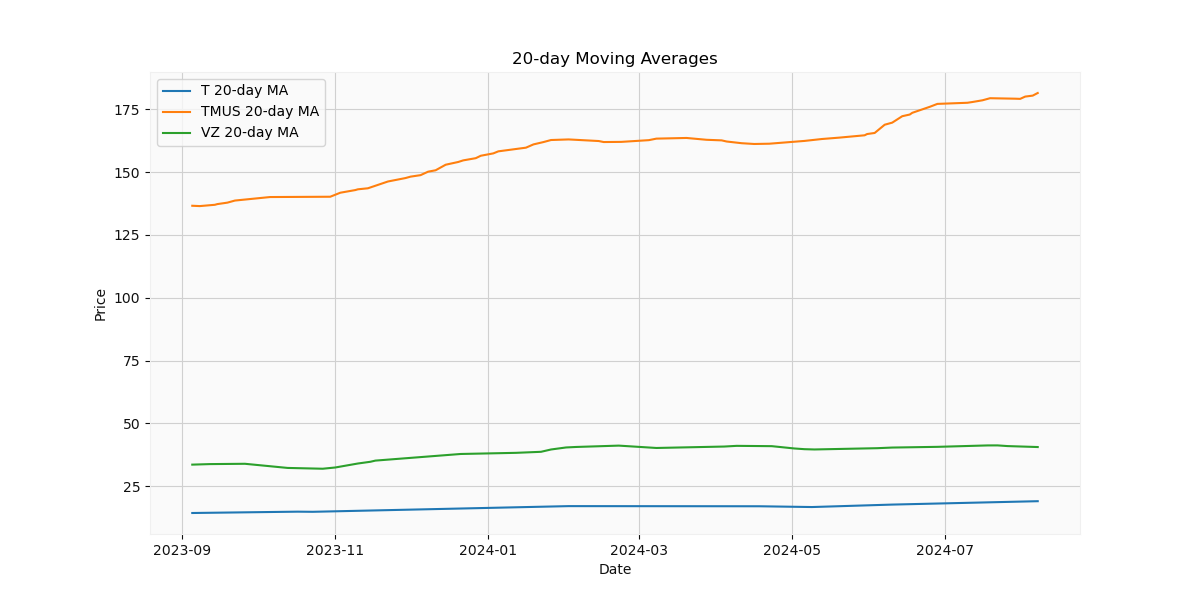 20-day Moving Averages
T 20-day MA
TMUS 20-day MA
VZ 20-day MA
175
150
125
100
75
50
25
Price
2023-09 2023-11 2024-01 2024-03 2024-05 2024-07
Date